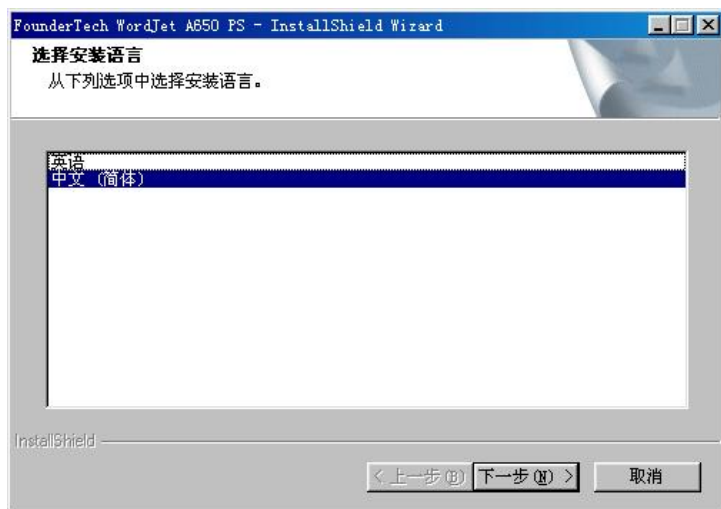 FounderTech WordJet A650 PS - InstallShield Wizard
选择安装语言
从下列选项中选择安装语言。
英语
中文 (简体)
InstallShield
< 上一步(B) 下一步(N) > 取消